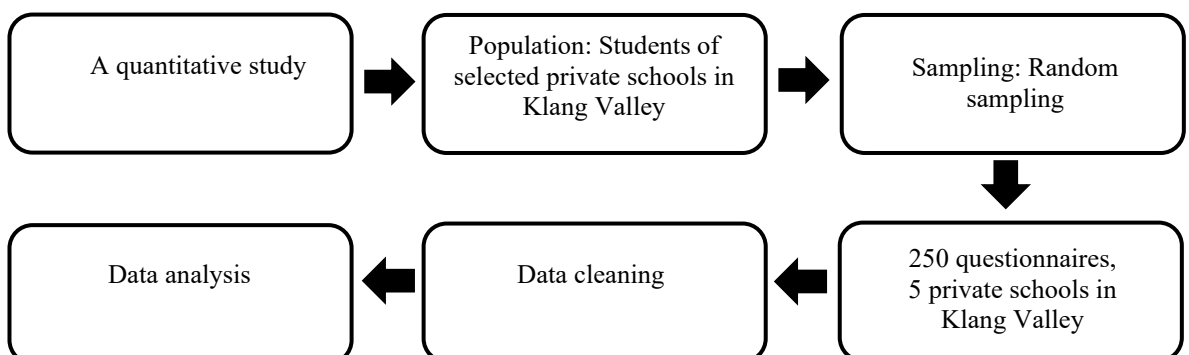 A quantitative study
Population: Students of
selected private schools in
Klang Valley
Sampling: Random
sampling
250 questionnaires,
5 private schools in
Klang Valley
Data cleaning
Data analysis